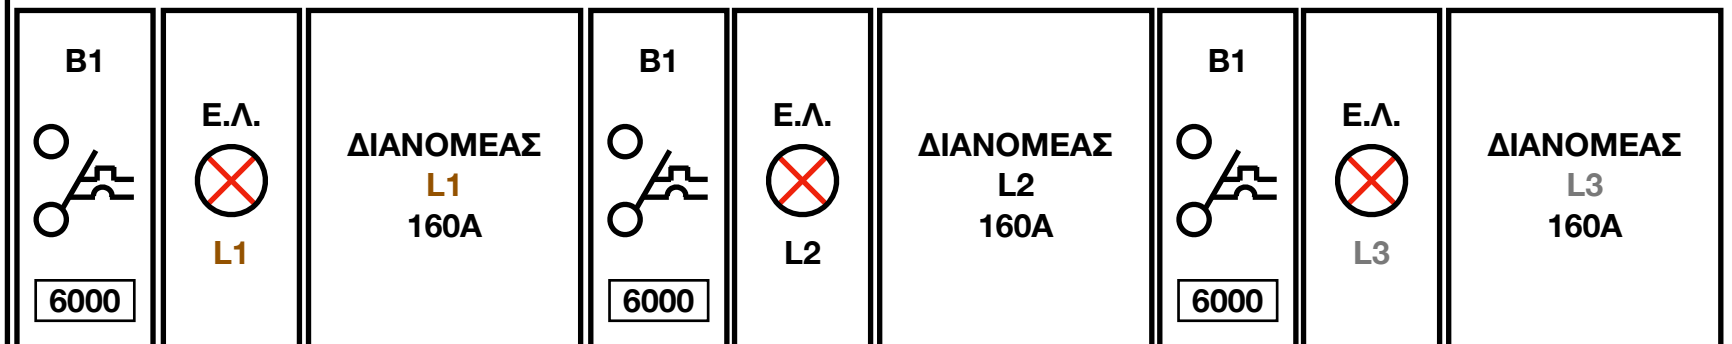 B1
6000
Ε.Λ.
L1
ΔΙΑΝΟΜΕΑΣ
L1
160A
B1
6000
Ε.Λ.
L2
ΔΙΑΝΟΜΕΑΣ
L2
160A
B1
6000
Ε.Λ.
L3
ΔΙΑΝΟΜΕΑΣ
L3
160A